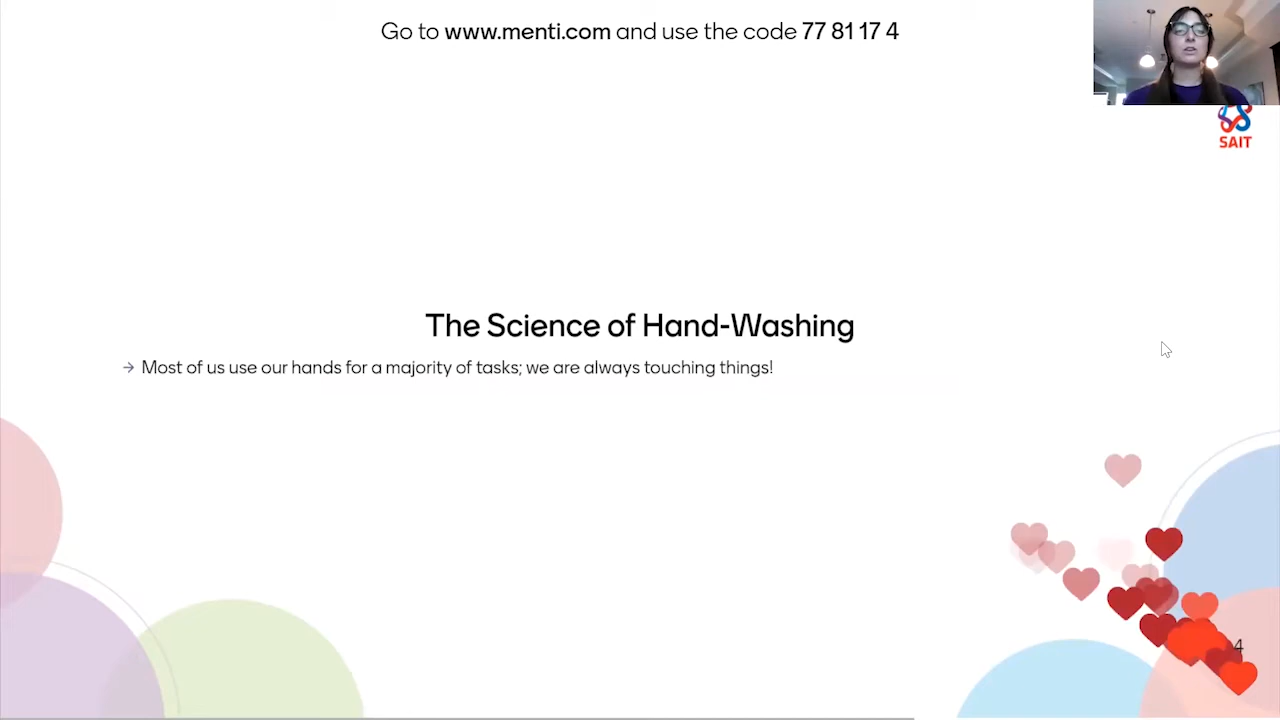 Go to www.menti.com and use the code 77 81 17 4
SAIT
The Science of Hand-Washing
→ Most of us use our hands for a majority of tasks; we are always touching things!
4